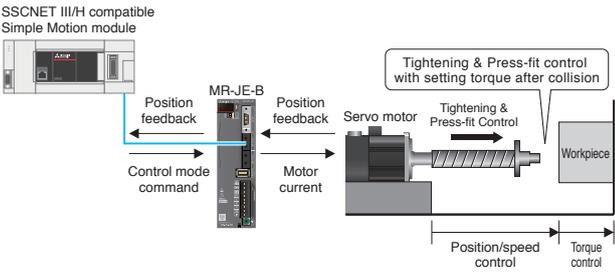 SSCNET III/H compatible
Simple Motion module
MR-JE-B
Position
feedback
Control mode
command
Position
feedback
Motor
current
Servo motor
Tightening &
Press-fit Control
Tightening & Press-fit control
with setting torque after collision
Workpiece
Position/speed
control
Torque
control